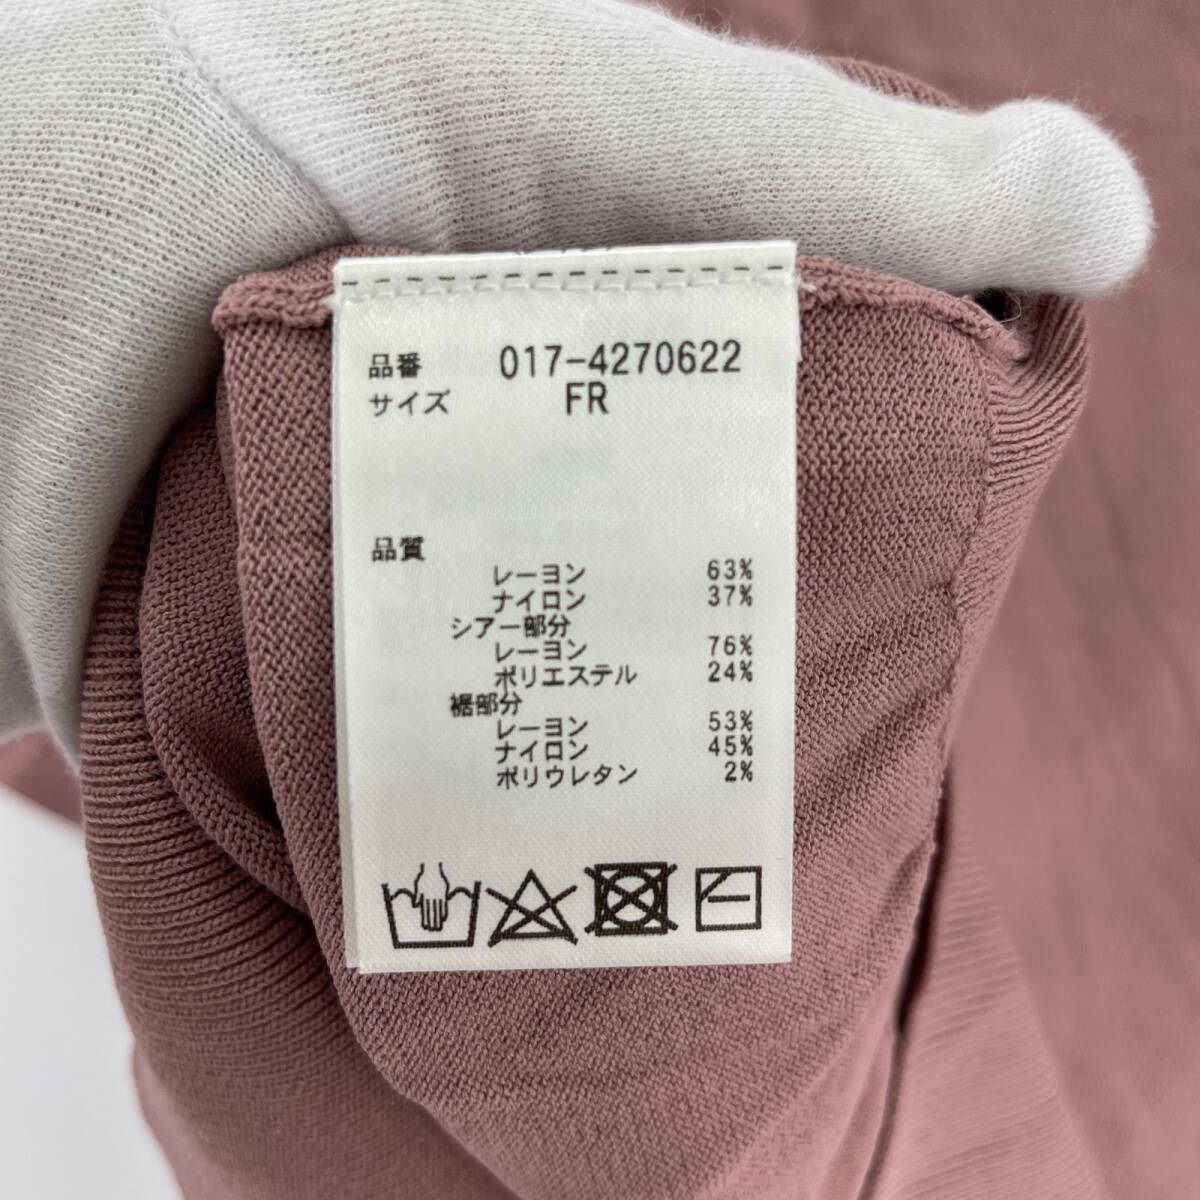 品番 017-4270622
サイズ FR
品質
レーヨン 63%
ナイロン 37%
シアー部分
レーヨン 76%
ポリエステル 24%
裾部分
レーヨン 53%
ナイロン 45%
ポリウレタン 2%